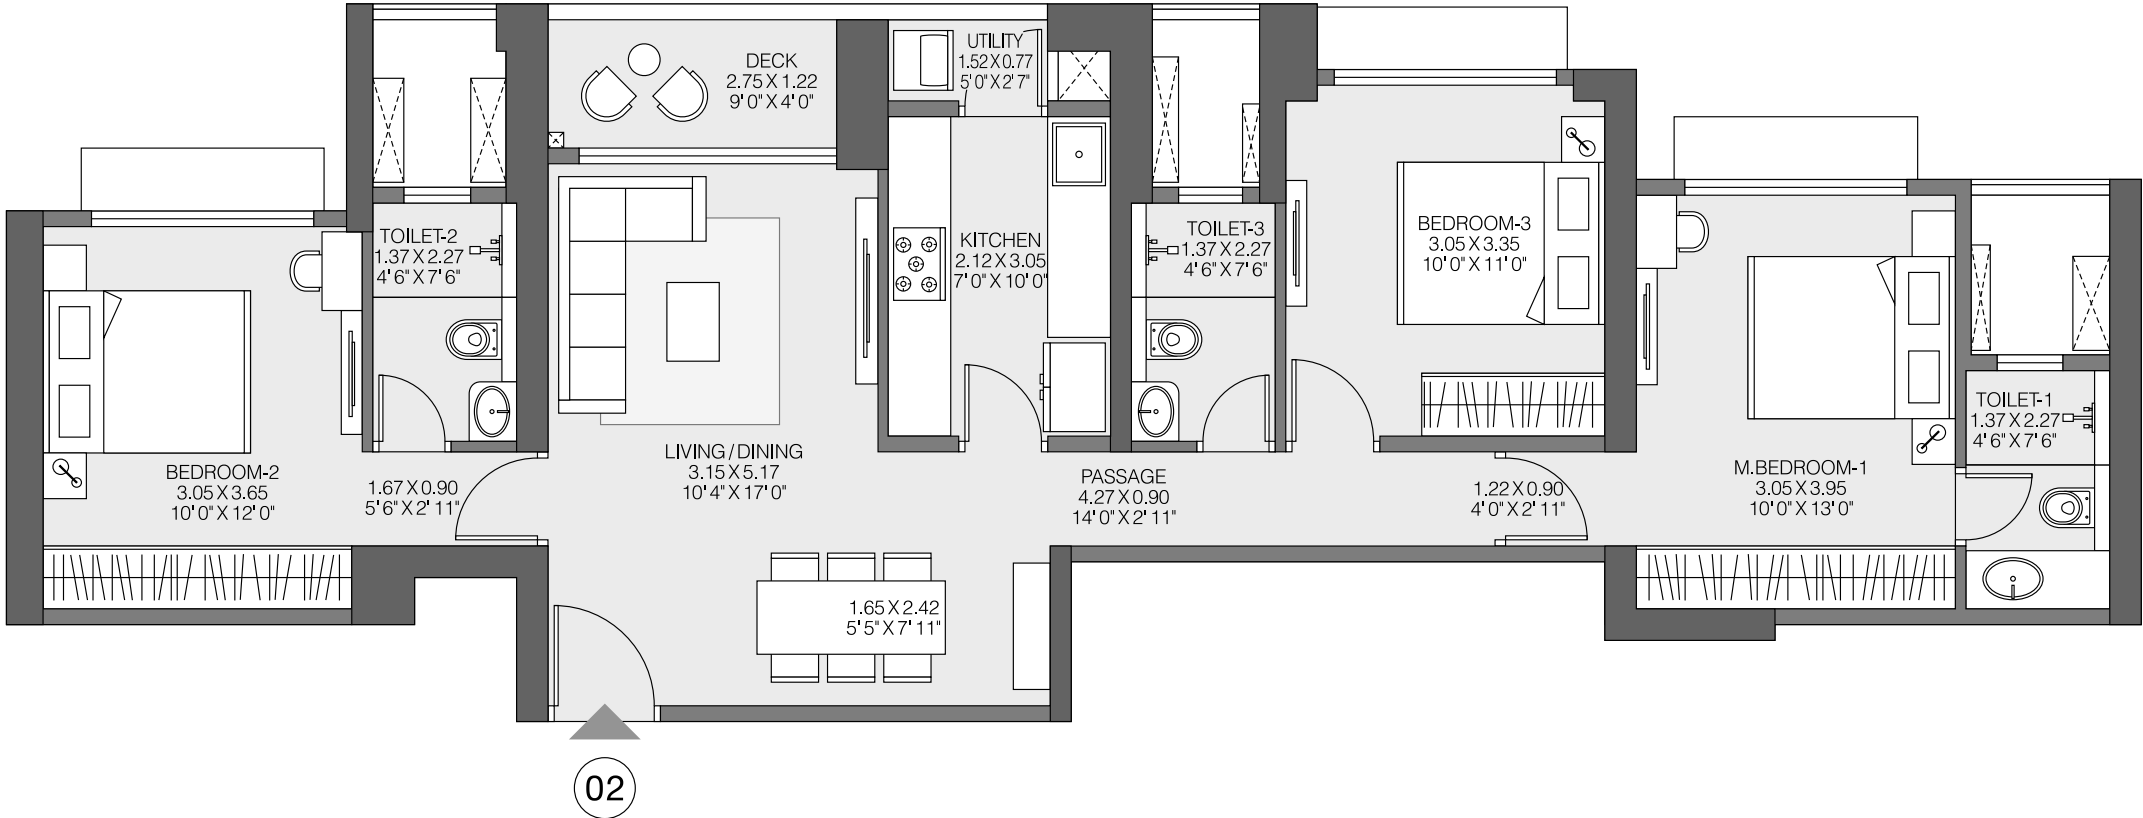 DECK
2.75 X 1.22
9'0" X 4'0"
UTILITY
1.52 X 0.77
5'0" X 2'7"
TOILET-2
1.37 X 2.27
4'6" X 7'6"
KITCHEN
2.12 X 3.05
7'0" X 10'0"
TOILET-3
1.37 X 2.27
4'6" X 7'6"
BEDROOM-3
3.05 X 3.35
10'0" X 11'0"
TOILET-1
1.37 X 2.27
4'6" X 7'6"
BEDROOM-2
3.05 X 3.65
10'0" X 12'0"
1.67 X 0.90
5'6" X 2'11"
LIVING / DINING
3.15 X 5.17
10'4" X 17'0"
PASSAGE
4.27 X 0.90
14'0" X 2'11"
1.22 X 0.90
4'0" X 2'11"
M.BEDROOM-1
3.05 X 3.95
10'0" X 13'0"
1.65 X 2.42
5'5" X 7'11"
02